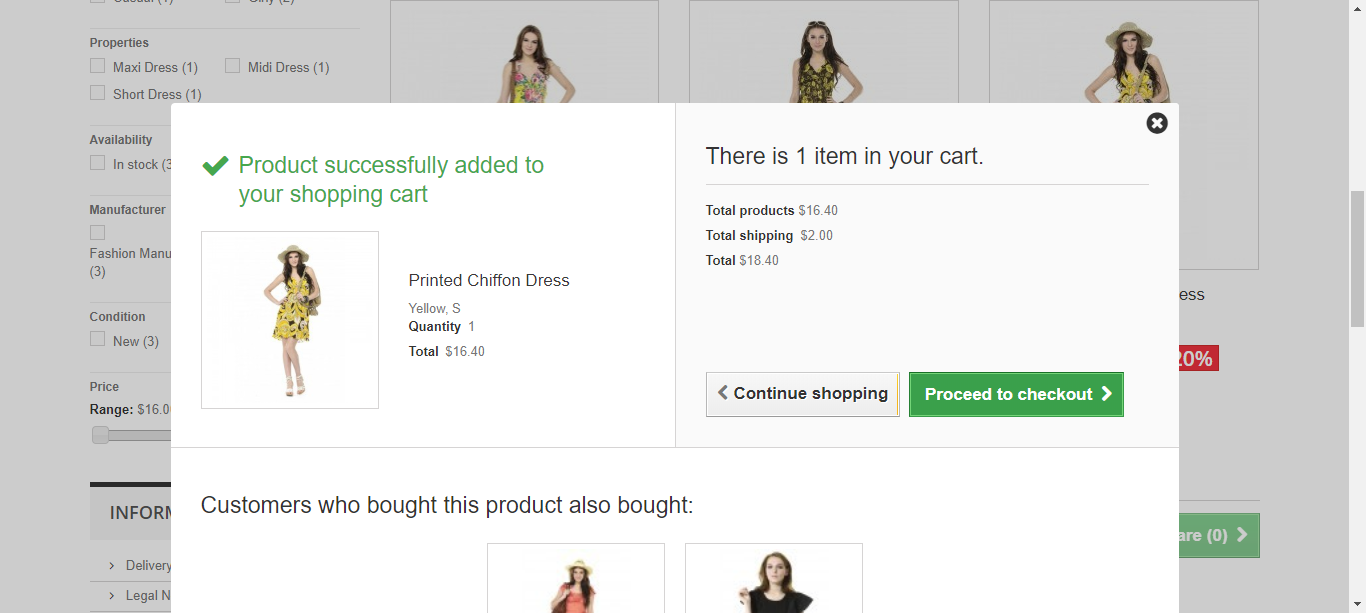 Properties
Maxi Dress (1)
Midi Dress (1)
Short Dress (1)
Availability
In stock (3
Manufacturer
Fashion Manu
(3)
Condition
New (3)
Price
Range: $16.0
INFORM
Delivery
Legal N
Product successfully added to
your shopping cart
Printed Chiffon Dress
Yellow, S
Quantity 1
Total $16.40
There is 1 item in your cart.
Total products $16.40
Total shipping $2.00
Total $18.40
Continue shopping
Proceed to checkout
Customers who bought this product also bought:
ess
20%
are (0)